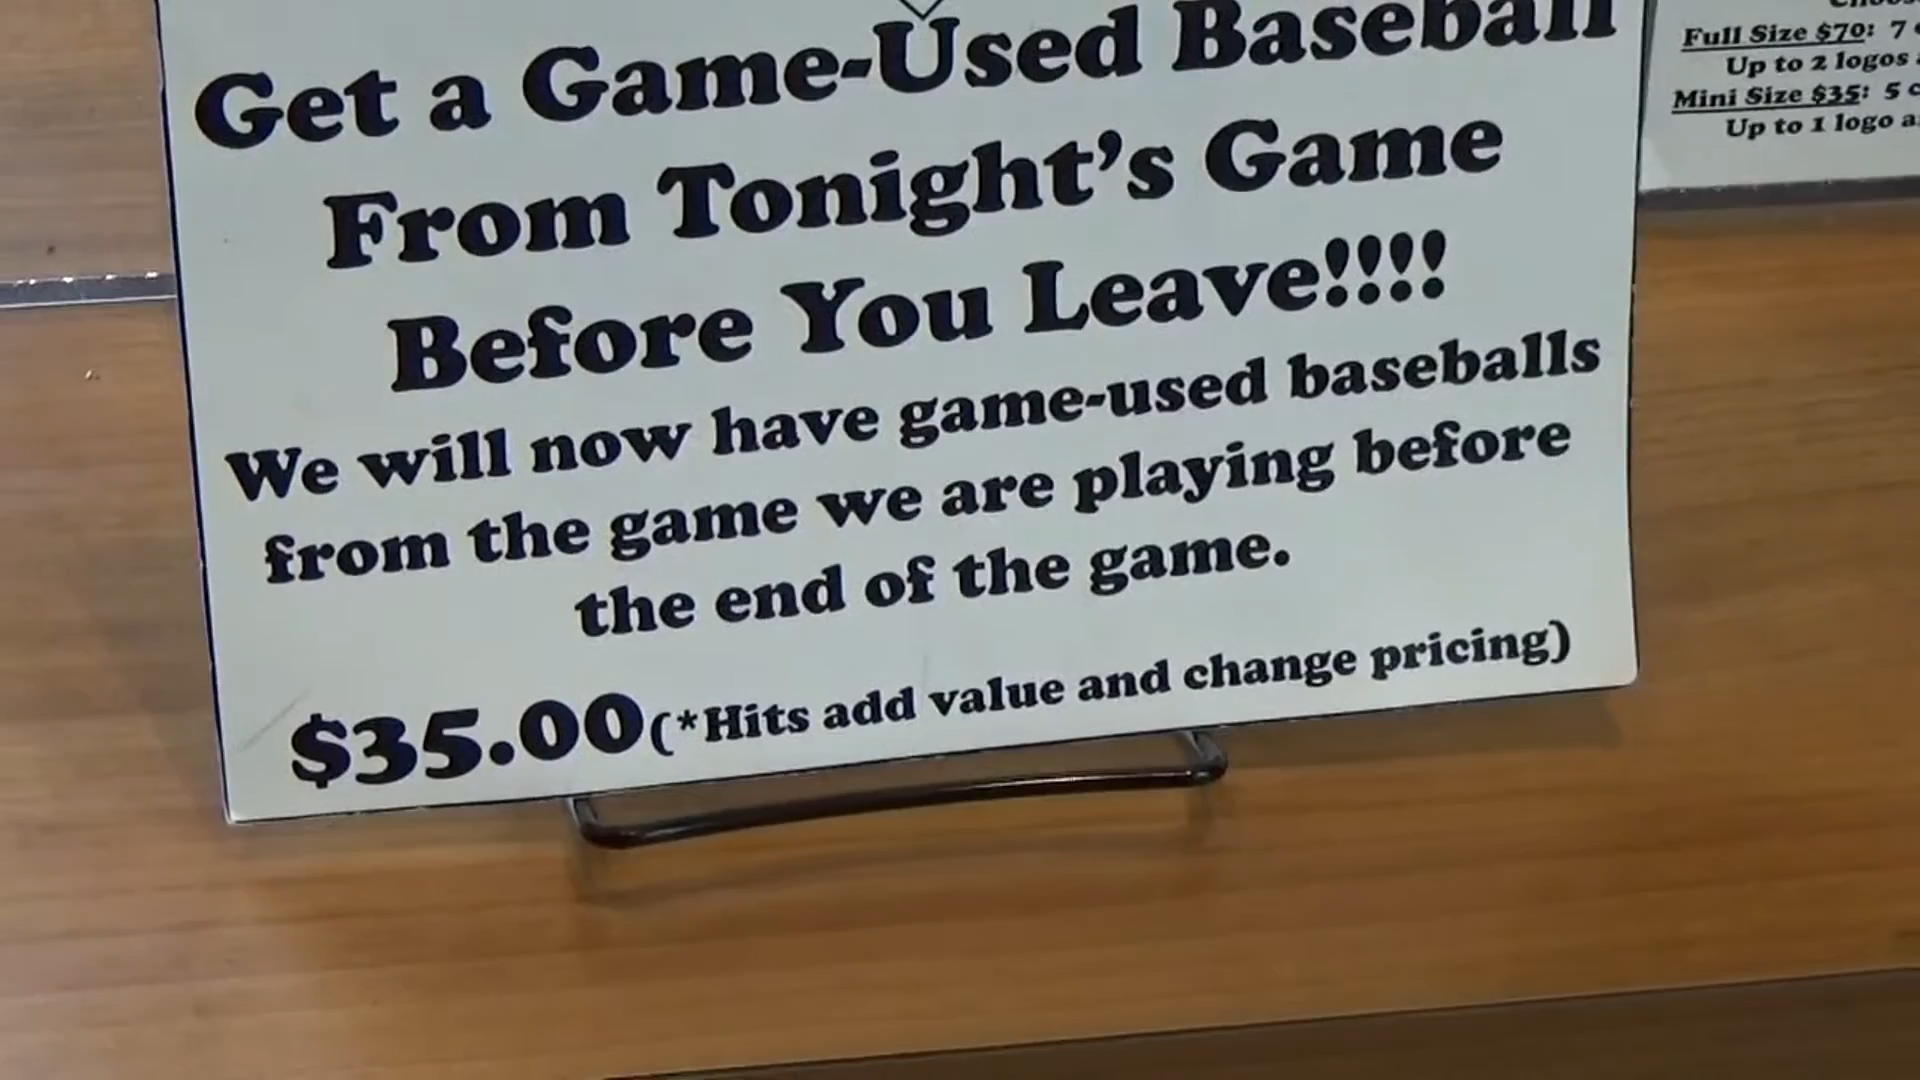 Get a Game-Used Baseball
From Tonight's Game
Before You Leave!!!!
We will now have game-used baseballs
from the game we are playing before
the end of the game.
$35.00(*Hits add value and change pricing)
Full Size $70: 7
Up to 2 logos
Mini Size $35: 5
Up to 1 logo